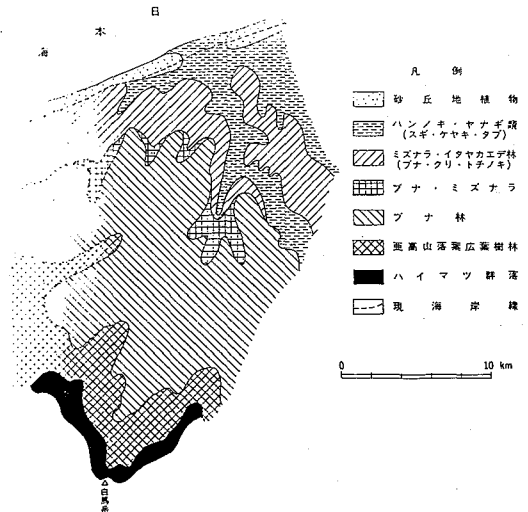 日本海
凡例
砂丘地植物
ハンノキ・ヤナギ類
(スギ・ケヤキ・タブ)
ミズナラ・イタヤカエデ林
(ブナ・クリ・トチノキ)
ブナ・ミズナラ
ブナ林
亜高山落葉広葉樹林
ハイマツ群落
現海岸線
0 10 km
△白馬岳